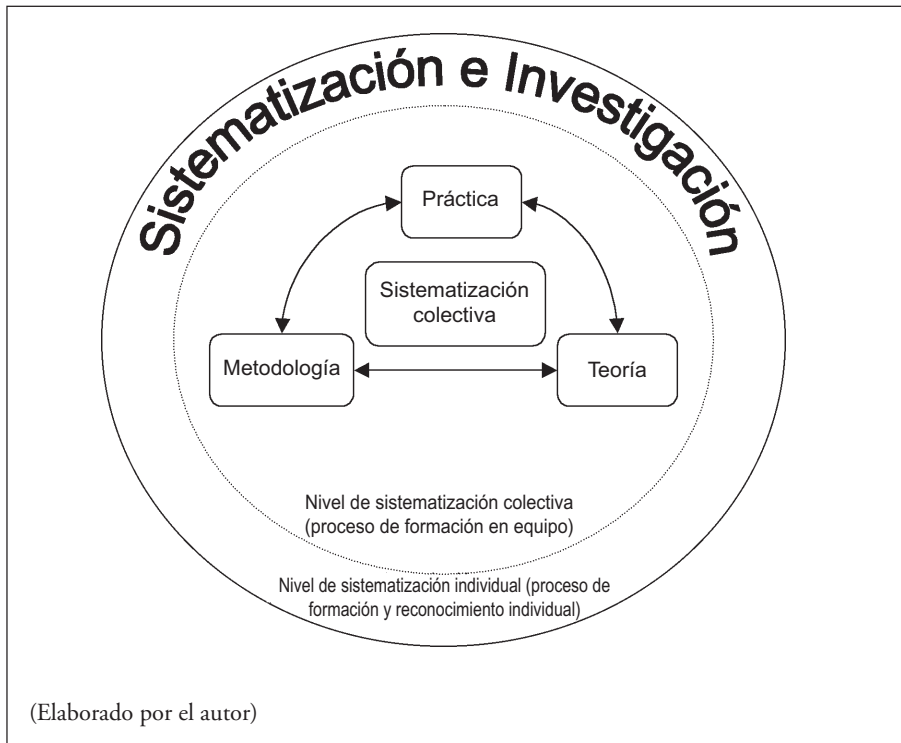 Sistematización e Investigación
Práctica
Sistematización
colectiva
Metodología
Teoría
Nivel de sistematización colectiva
(proceso de formación en equipo)
Nivel de sistematización individual (proceso de
formación y reconocimiento individual)
(Elaborado por el autor)